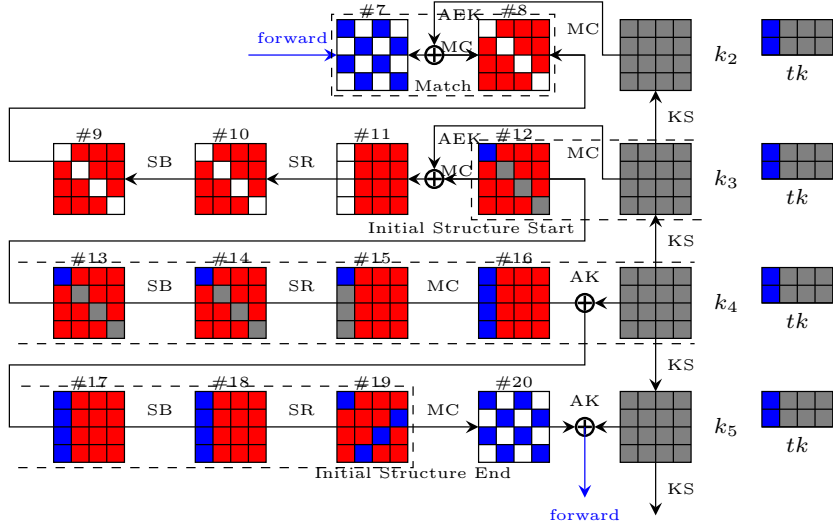 #7 AEK #8 MC
forward MC k2 tk
Match
KS
#9 #10 #11 AEK #12 MC
SB SR MC k3 tk
Initial Structure Start
KS
#13 #14 #15 #16
SB SR MC AK k4 tk
KS
#17 #18 #19 #20
SB SR MC AK k5 tk
Initial Structure End
KS
forward